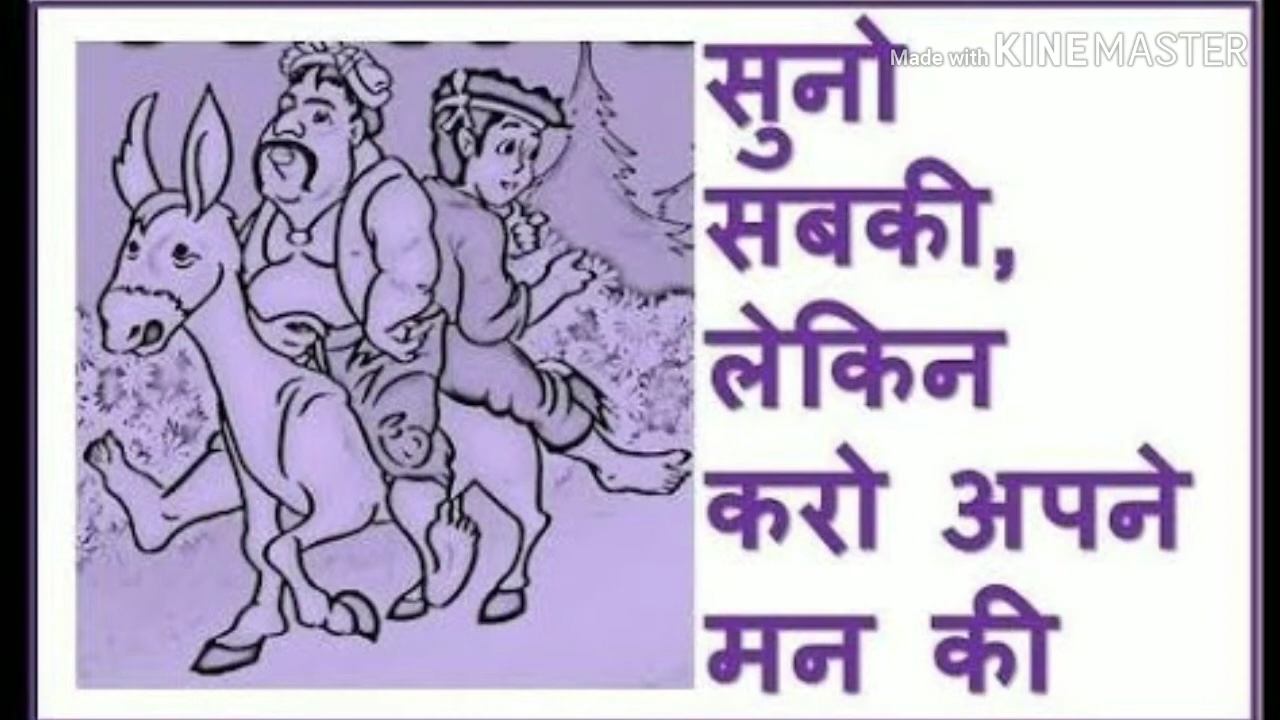 Made with KINEMASTER
सुनो
सबकी,
लेकिन
करो अपने
मन की